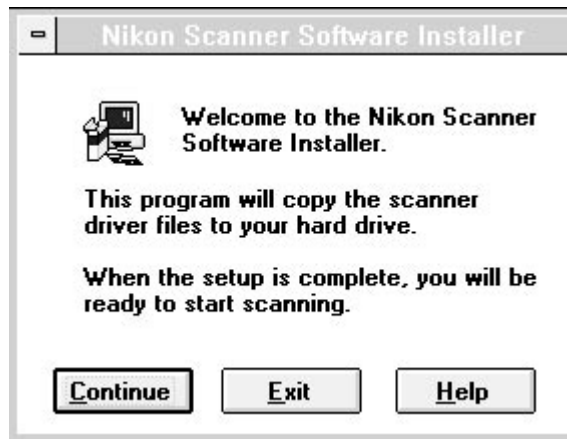 Nikon Scanner Software Installer
Welcome to the Nikon Scanner
Software Installer.
This program will copy the scanner
driver files to your hard drive.
When the setup is complete, you will be
ready to start scanning.
Continue
Exit
Help